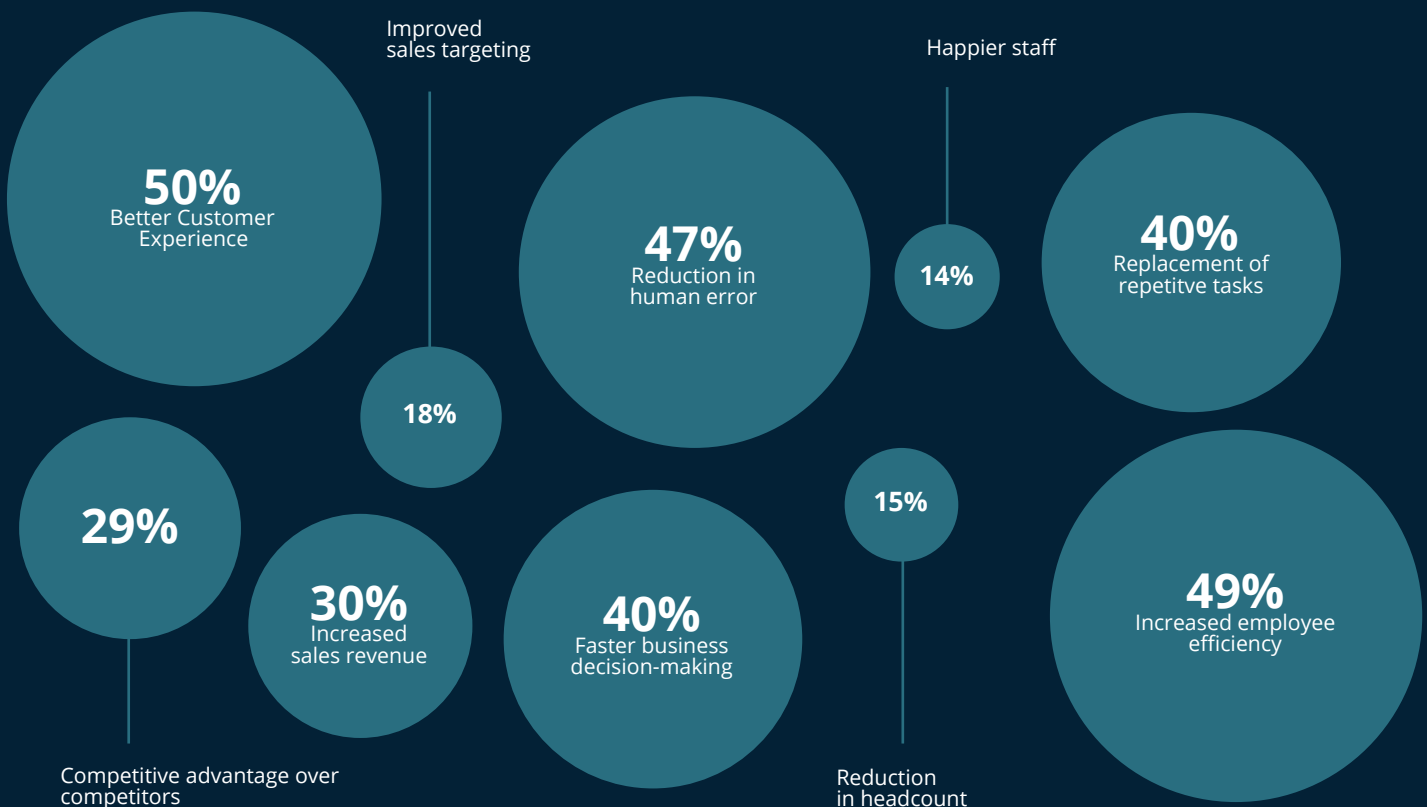 Improved
sales targeting
Happier staff
50%
Better Customer
Experience
47%
Reduction in
human error
14%
40%
Replacement of
repetitve tasks
18%
29%
15%
30%
Increased
sales revenue
40%
Faster business
decision-making
49%
Increased employee
efficiency
Competitive advantage over
competitors
Reduction
in headcount